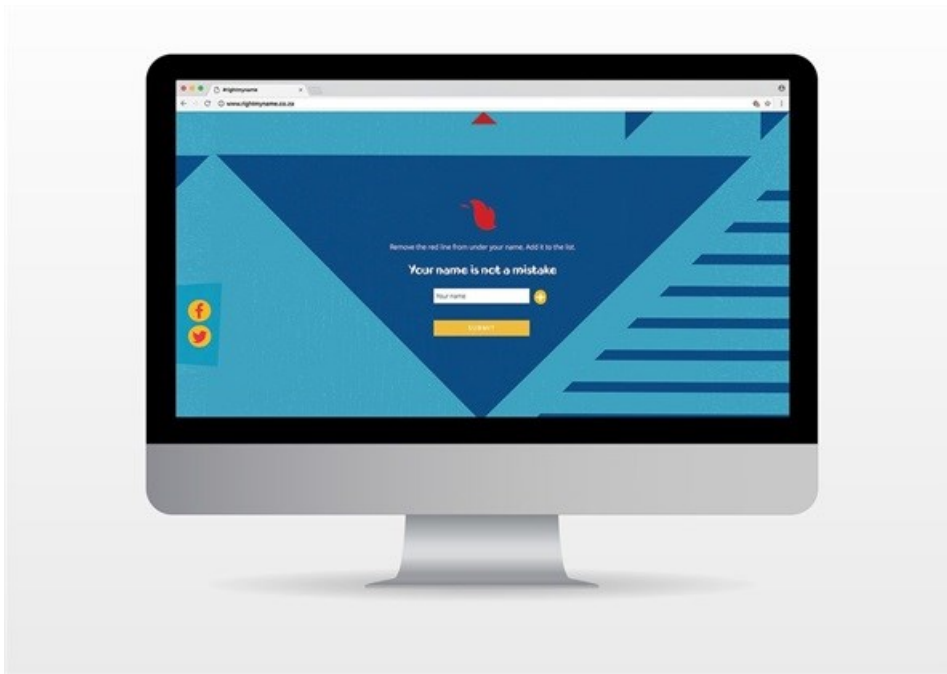 #rightmyname
www.rightmyname.co.za
Remove the red line from under your name. Add it to the list.
Your name is not a mistake
Your name
SUBMIT